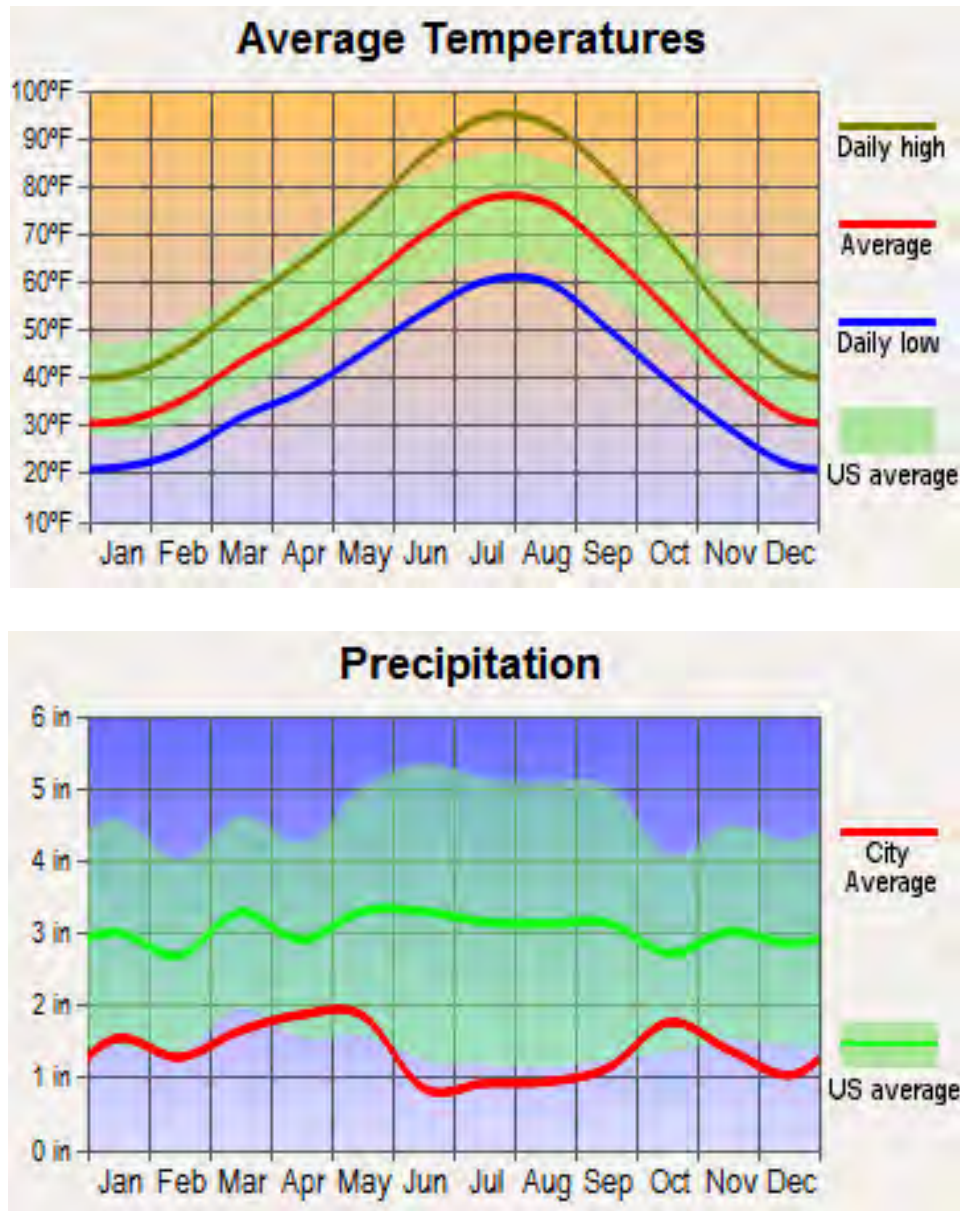 Average Temperatures
100ºF
90ºF
80ºF
70ºF
60ºF
50ºF
40ºF
30ºF
20ºF
10ºF
Jan Feb Mar Apr May Jun Jul Aug Sep Oct Nov Dec
Daily high
Average
Daily low
US average
Precipitation
6 in
5 in
4 in
3 in
2 in
1 in
0 in
Jan Feb Mar Apr May Jun Jul Aug Sep Oct Nov Dec
City
Average
US average